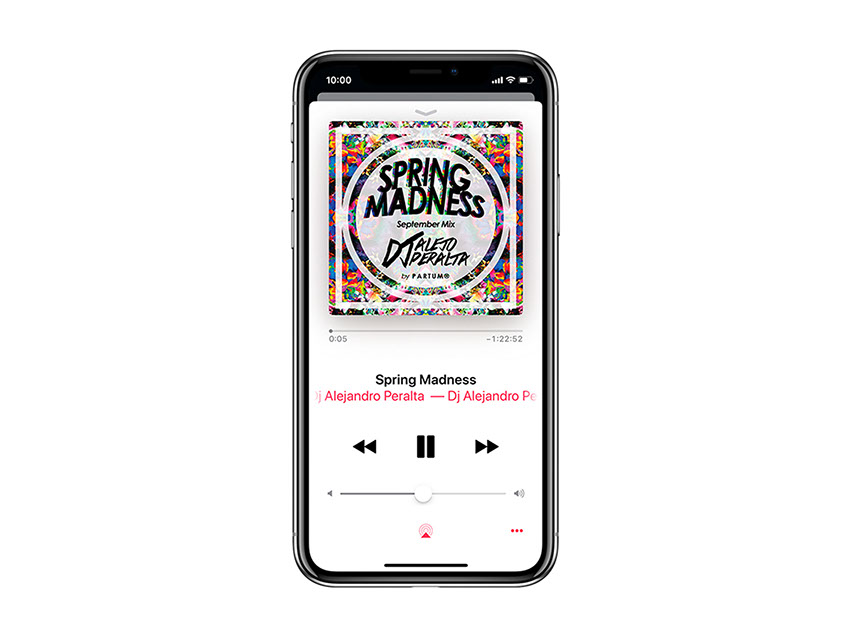 10:00
SPRING
MADNESS
September Mix
DJ ALEJO
PERALTA
by PARTUM®
0:05 -1:22:52
Spring Madness
Dj Alejandro Peralta — Dj Alejandro Pe